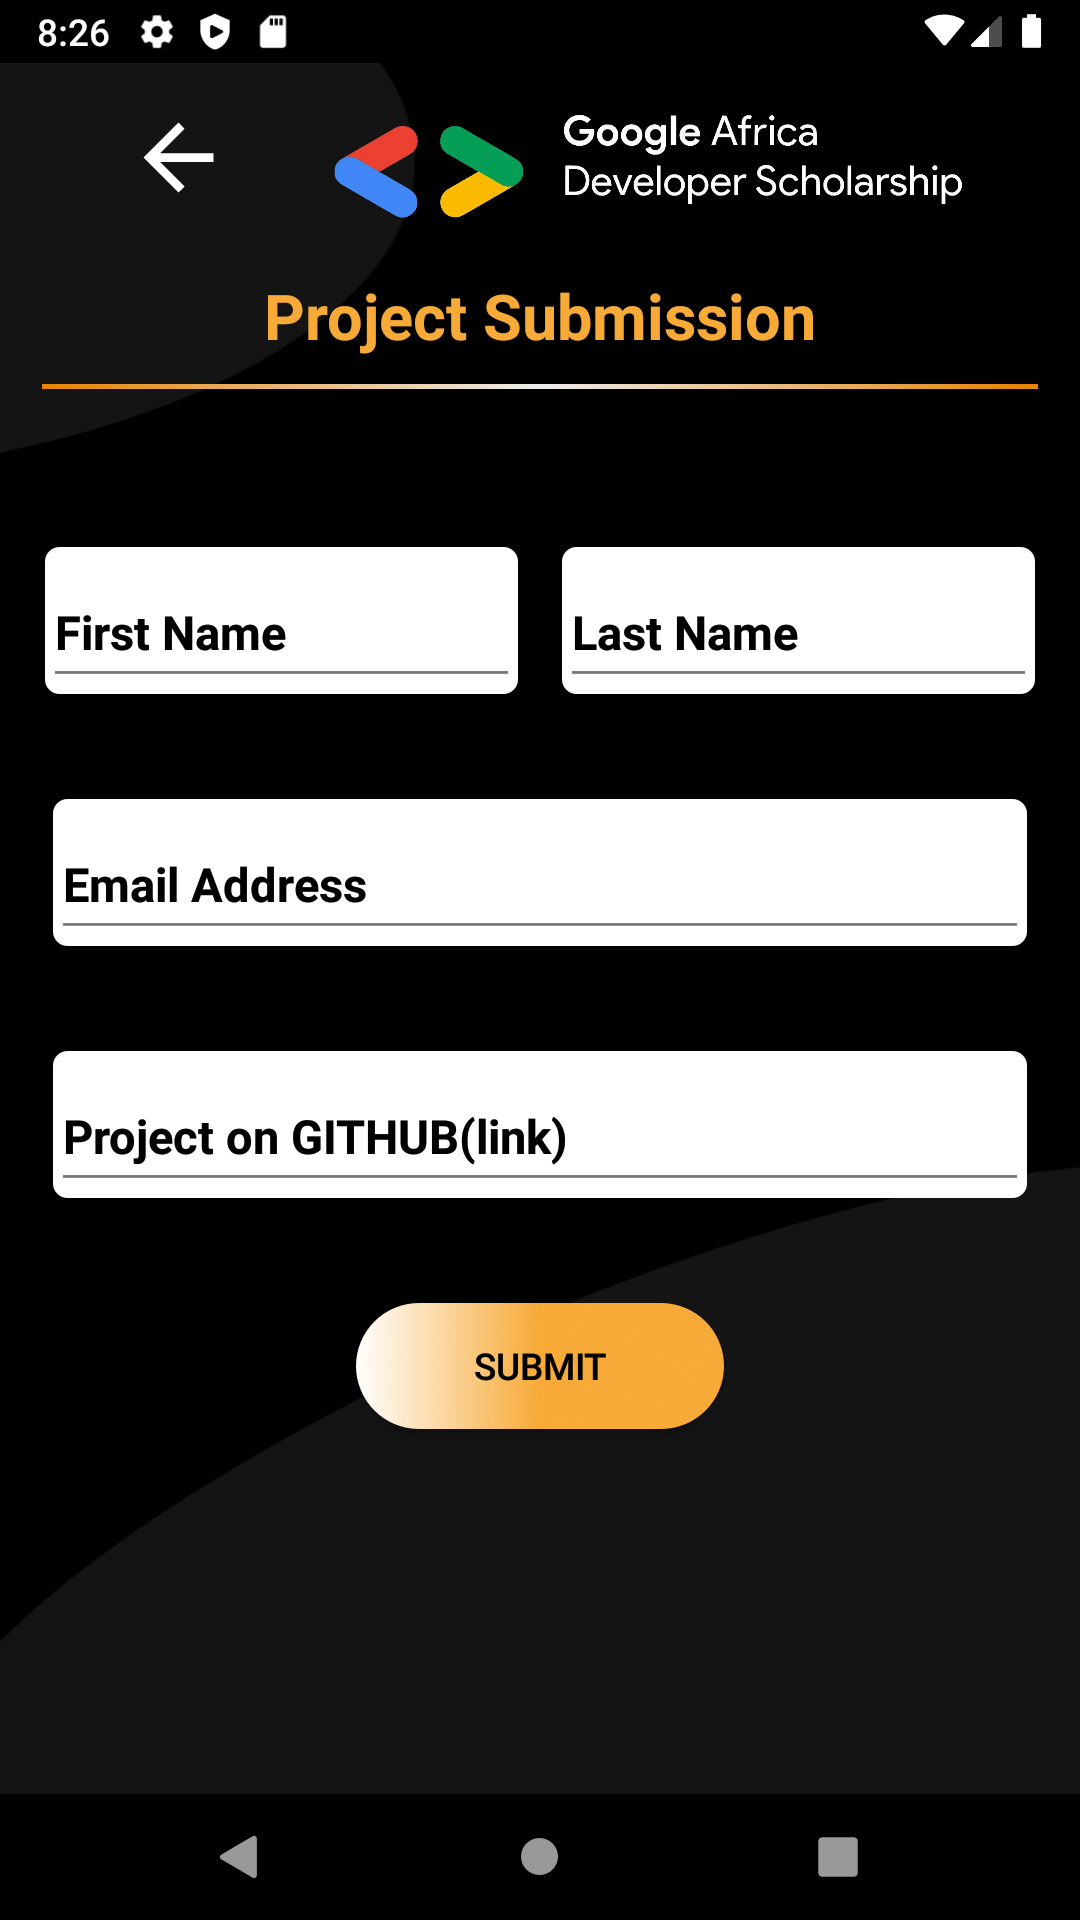 8:26
Google Africa
Developer Scholarship
Project Submission
First Name
Last Name
Email Address
Project on GITHUB(link)
SUBMIT